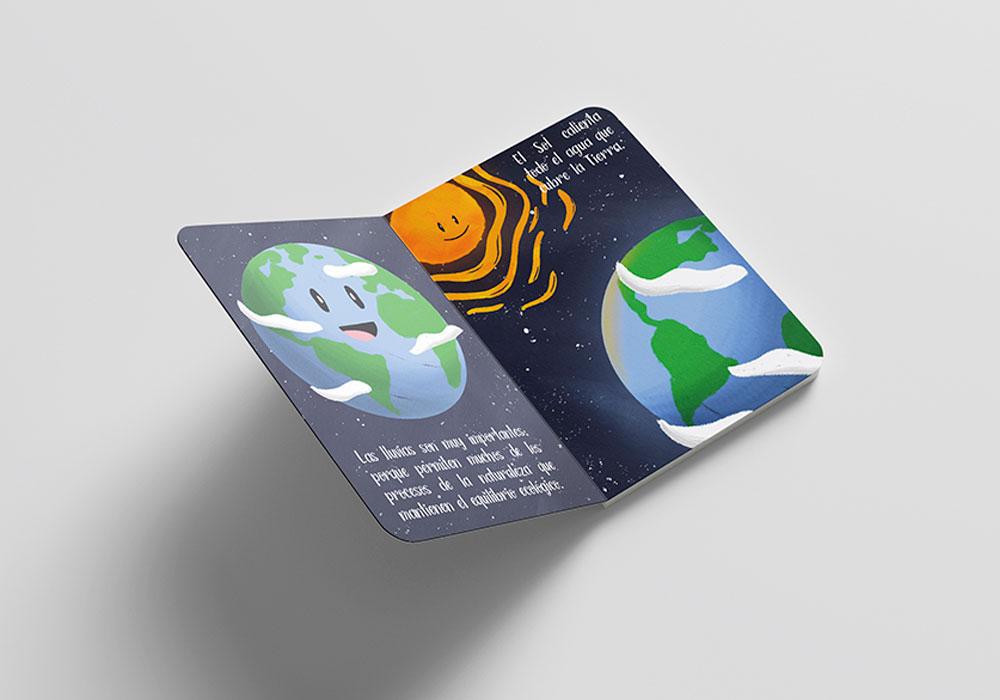 Las lluvias son muy importantes,
porque permiten muchos de los
procesos de la naturaleza que
mantienen el equilibrio ecológico.
El Sol calienta
todo el agua que
cubre la Tierra.